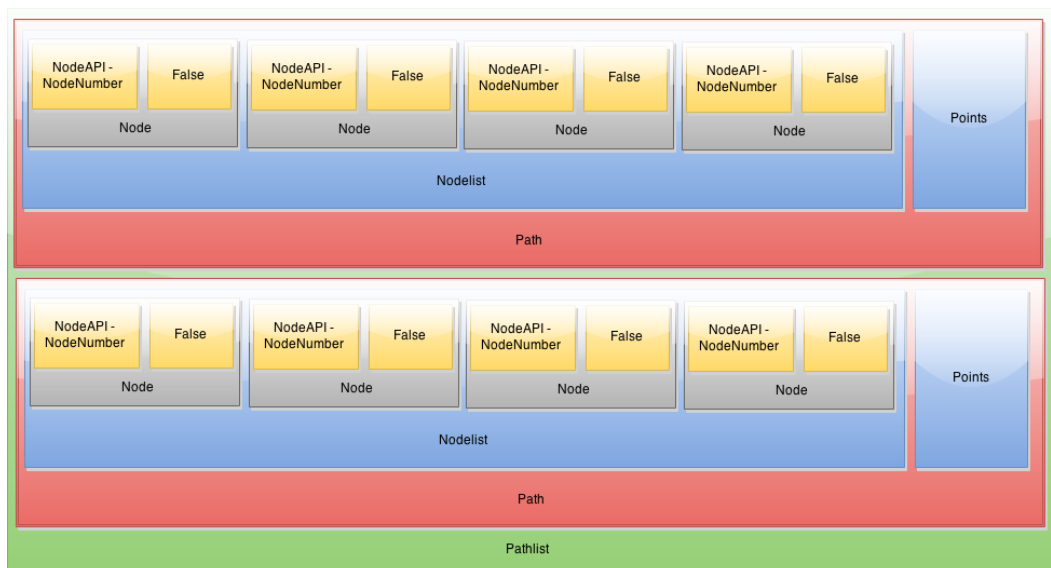 NodeAPI -
NodeNumber
False
Node
NodeAPI -
NodeNumber
False
Node
NodeAPI -
NodeNumber
False
Node
NodeAPI -
NodeNumber
False
Node
Nodelist
Points
Path
NodeAPI -
NodeNumber
False
Node
NodeAPI -
NodeNumber
False
Node
NodeAPI -
NodeNumber
False
Node
NodeAPI -
NodeNumber
False
Node
Nodelist
Points
Path
Pathlist